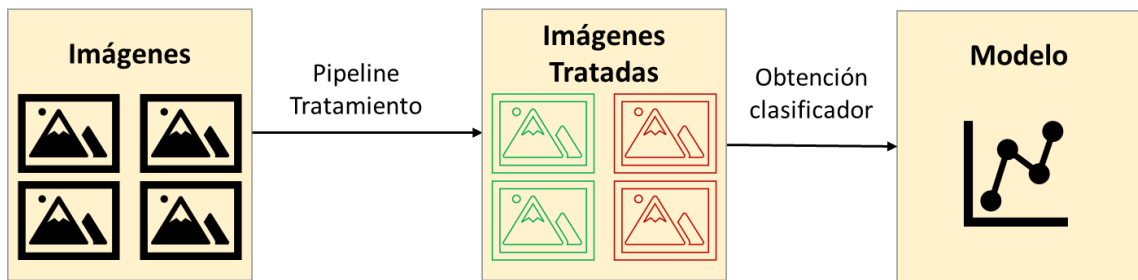 Imágenes
Pipeline
Tratamiento
Imágenes
Tratadas
Obtención
clasificador
Modelo